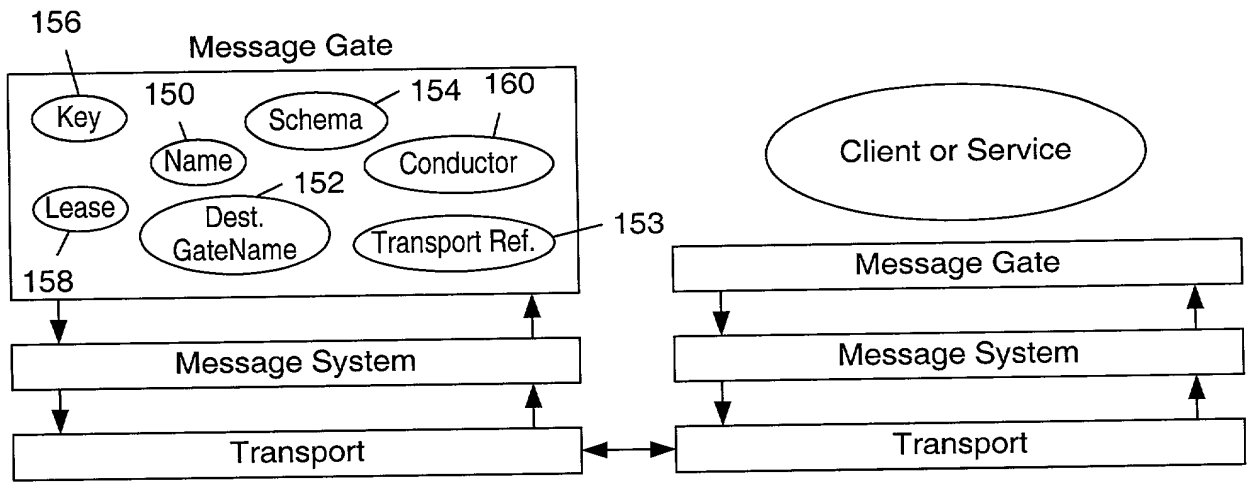 156
Message Gate
150
154
160
Key
Schema
Name
Conductor
Client or Service
152
Lease
Dest.
GateName
Transport Ref.
153
158
Message Gate
Message System
Message System
Transport
Transport